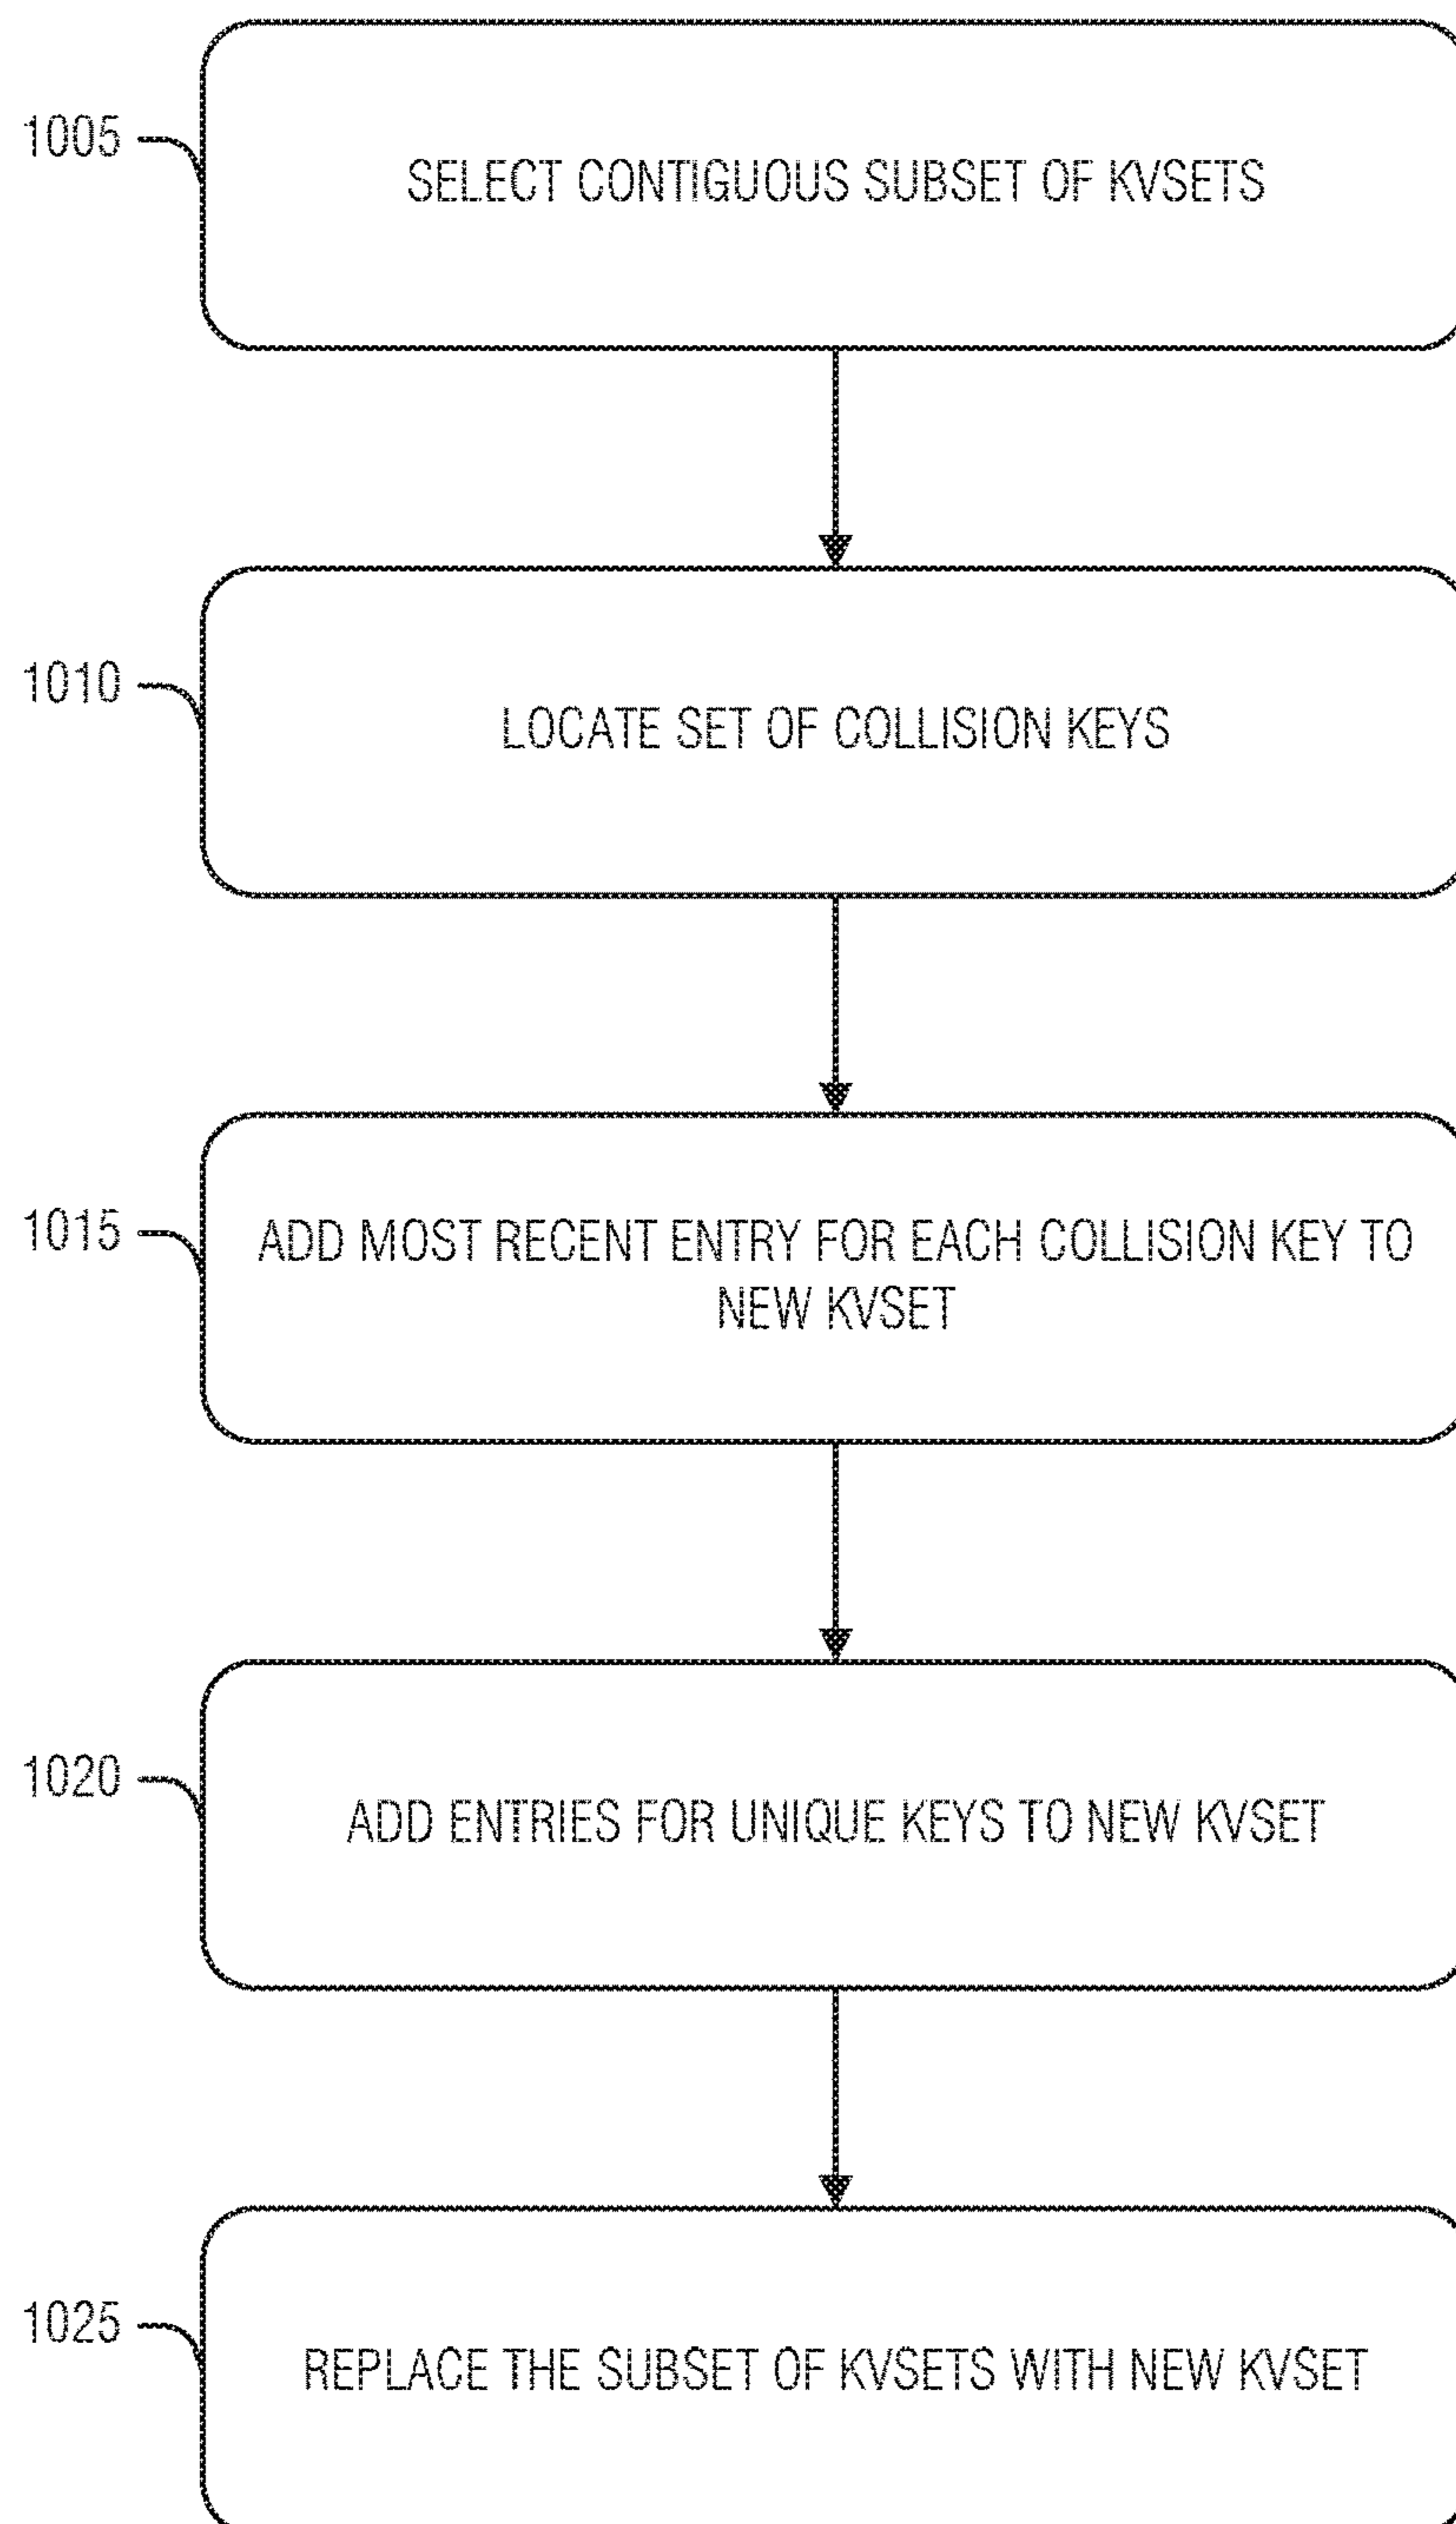 1005
SELECT CONTIGUOUS SUBSET OF KVSETS
1010
LOCATE SET OF COLLISION KEYS
1015
ADD MOST RECENT ENTRY FOR EACH COLLISION KEY TO
NEW KVSET
1020
ADD ENTRIES FOR UNIQUE KEYS TO NEW KVSET
1025
REPLACE THE SUBSET OF KVSETS WITH NEW KVSET